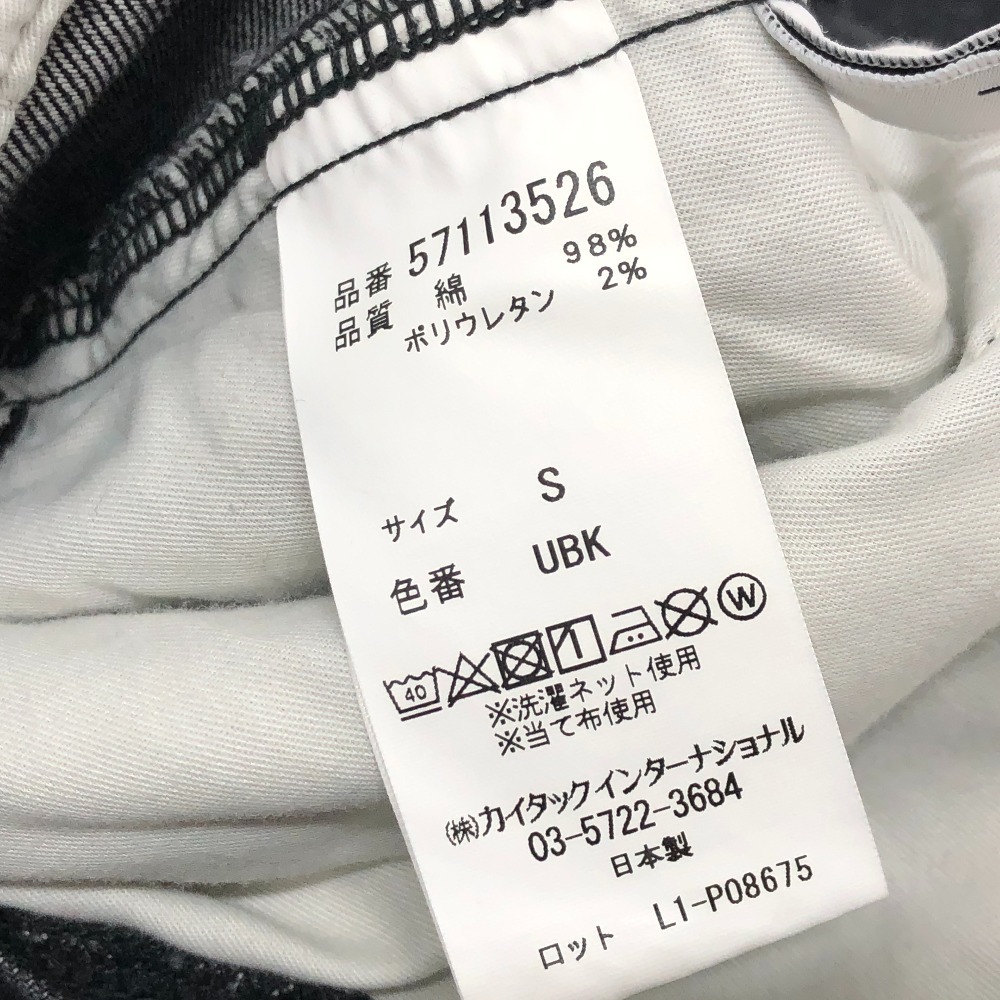 品番 57113526
品質 綿 98%
ポリウレタン 2%
サイズ S
色番 UBK
40 W
※洗濯ネット使用
※当て布使用
㈱カイタックインターナショナル
03-5722-3684
日本製
ロット L1-P08675